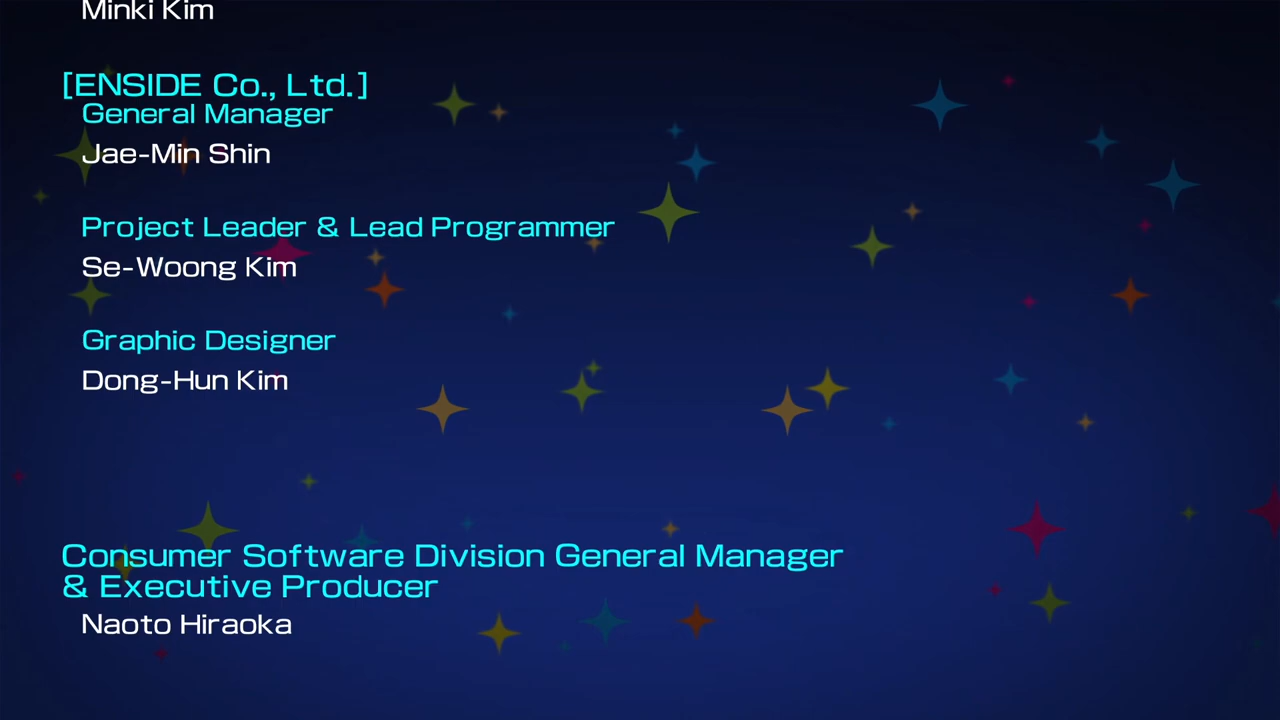 Minki Kim
[ENSIDE Co., Ltd.]
General Manager
Jae-Min Shin
Project Leader & Lead Programmer
Se-Woong Kim
Graphic Designer
Dong-Hun Kim
Consumer Software Division General Manager
& Executive Producer
Naoto Hiraoka